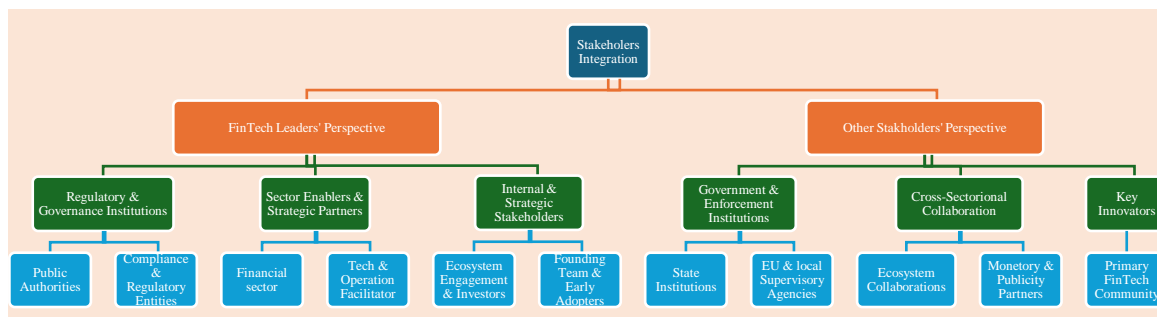 Stakeholers
Integration
FinTech Leaders' Perspective
Other Stakholders' Perspective
Regulatory &
Governance Institutions
Sector Enablers &
Strategic Partners
Internal &
Strategic
Stakeholders
Government &
Enforcement
Institutions
Cross-Sectorional
Collaboration
Key
Innovators
Public
Authorities
Compliance
&
Regulatory
Entities
Financial
sector
Tech &
Operation
Facilitator
Ecosystem
Engagement
& Investors
Founding
Team &
Early
Adopters
State
Institutions
EU & local
Supervisory
Agencies
Ecosystem
Collaborations
Monetary &
Publicity
Partners
Primary
FinTech
Community